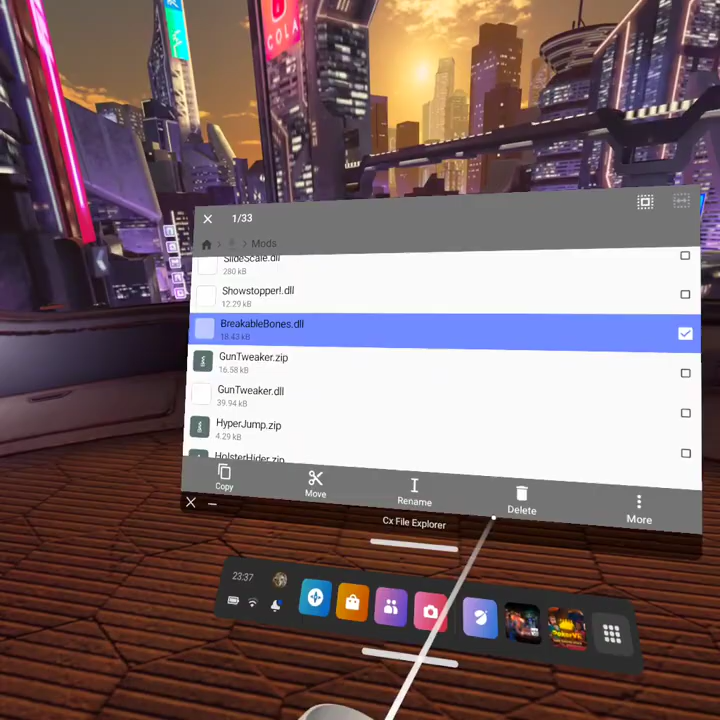 COLA
1/33
Mods
SlideScale.dll
280 kB
Showstopper!.dll
12.29 kB
BreakableBones.dll
18.43 kB
GunTweaker.zip
16.58 kB
GunTweaker.dll
39.94 kB
HyperJump.zip
4.29 kB
HolsterHider.zip
Copy
Move
Rename
Delete
More
Cx File Explorer
23:37